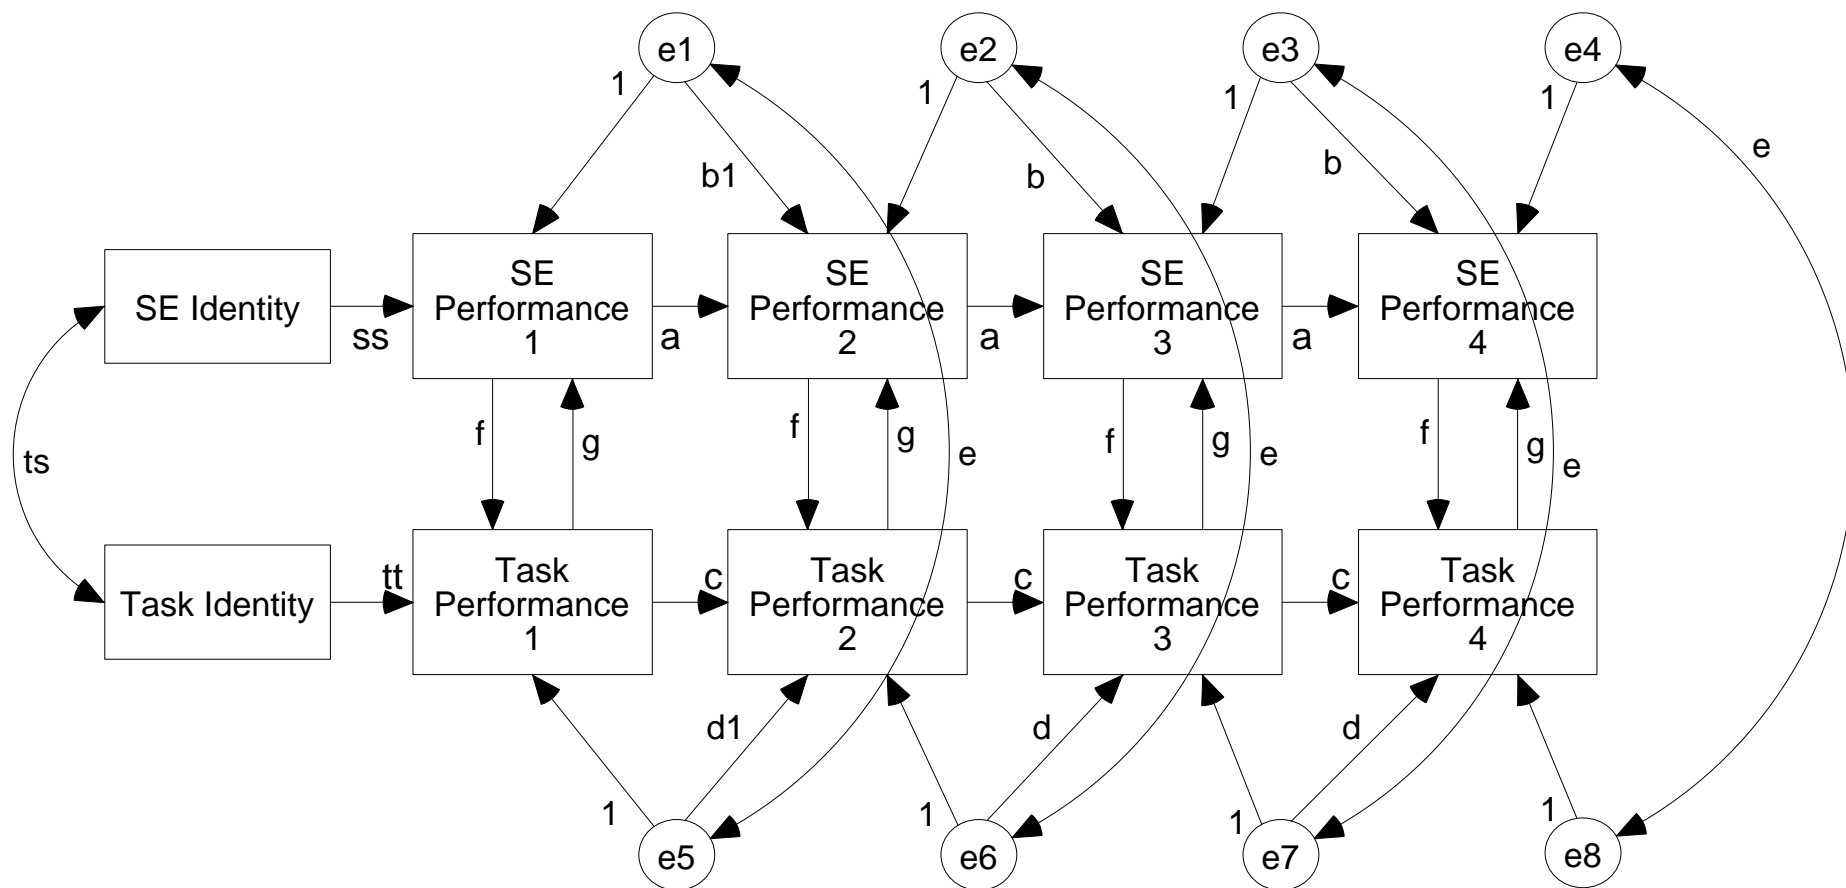 e1
e2
e3
e4
1
1
1
1
b1
b
b
e
SE Identity
SE
Performance
1
SE
Performance
2
SE
Performance
3
SE
Performance
4
ss
a
a
a
ts
f
g
f
g
e
f
g
e
f
g
e
Task Identity
Task
Performance
1
Task
Performance
2
Task
Performance
3
Task
Performance
4
tt
c
c
c
d1
d
d
1
1
1
1
e5
e6
e7
e8